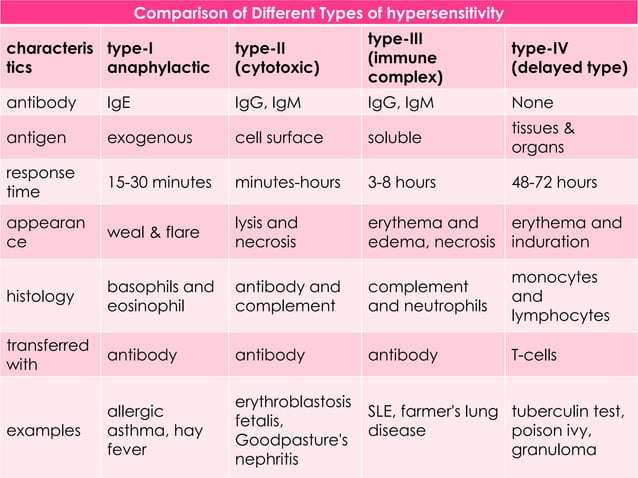 Comparison of Different Types of hypersensitivity
characteris
tics
type-I
anaphylactic
type-II
(cytotoxic)
type-III
(immune
complex)
type-IV
(delayed type)
antibody
IgE
IgG, IgM
IgG, IgM
None
antigen
exogenous
cell surface
soluble
tissues &
organs
response
time
15-30 minutes
minutes-hours
3-8 hours
48-72 hours
appearan
ce
weal & flare
lysis and
necrosis
erythema and
edema, necrosis
erythema and
induration
histology
basophils and
eosinophil
antibody and
complement
complement
and neutrophils
monocytes
and
lymphocytes
transferred
with
antibody
antibody
antibody
T-cells
examples
allergic
asthma, hay
fever
erythroblastosis
fetalis,
Goodpasture's
nephritis
SLE, farmer's lung
disease
tuberculin test,
poison ivy,
granuloma